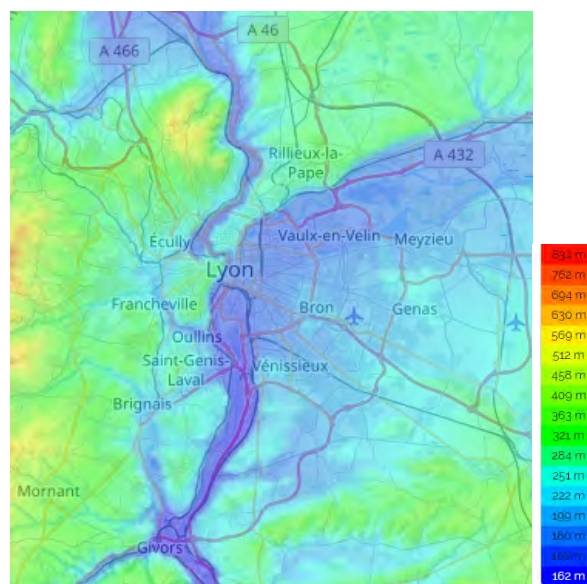 A 46
A 466
Rillieux-la-
Pape
A 432
Écully
Vaulx-en-Velin
Meyzieu
Lyon
Francheville
Bron
Genas
Oullins
Saint-Genis-
Laval
Vénissieux
Brignais
Mornant
Givors
832 m
762 m
694 m
630 m
569 m
512 m
458 m
409 m
363 m
321 m
284 m
251 m
222 m
199 m
180 m
162 m